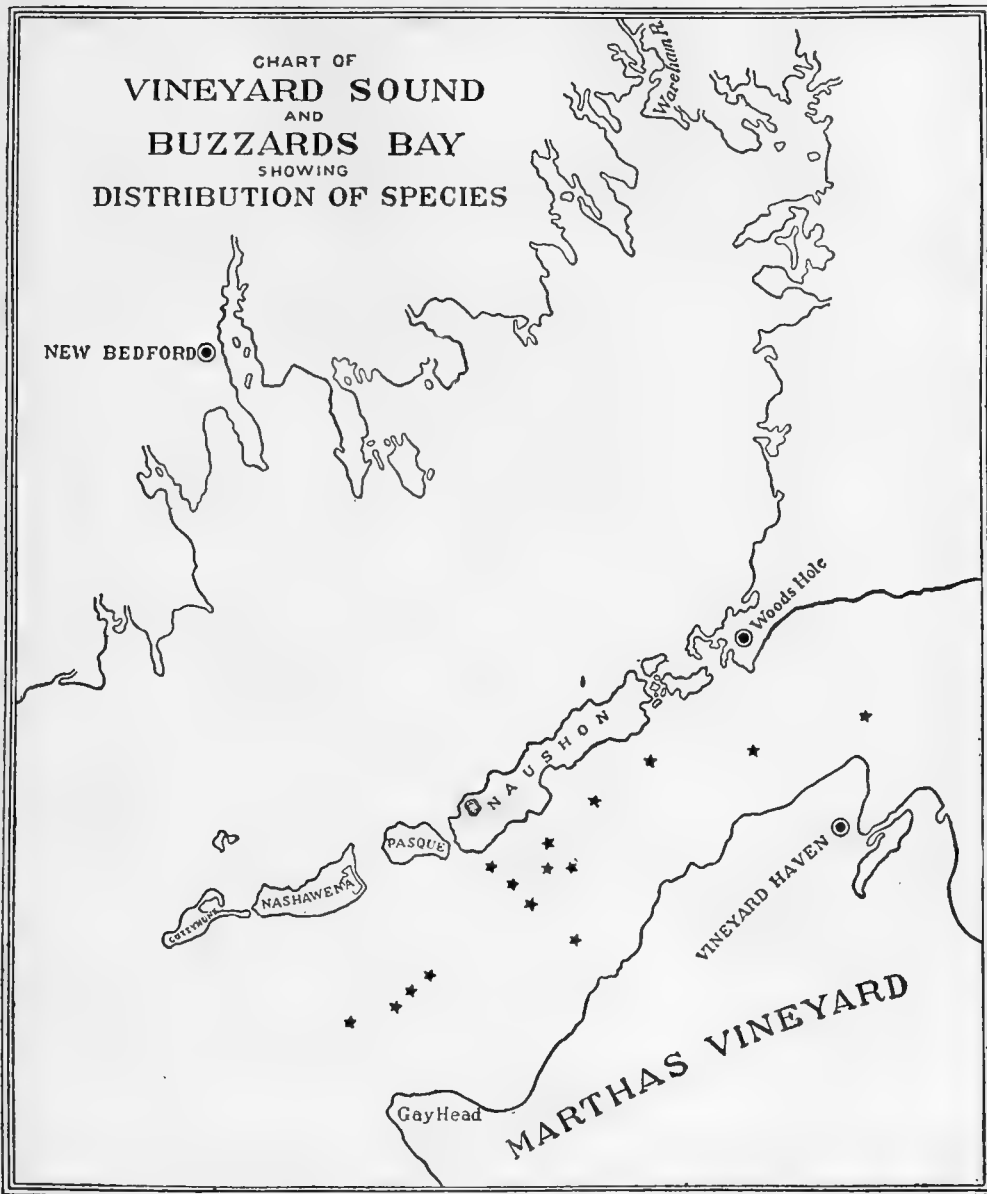 CHART OF
VINEYARD SOUND
AND
BUZZARDS BAY
SHOWING
DISTRIBUTION OF SPECIES
Wareham R.
NEW BEDFORD
Woods Hole
NAUSHON
PASQUE
NASHAWENA
CUTTYHUNK
VINEYARD HAVEN
MARTHAS VINEYARD
Gay Head